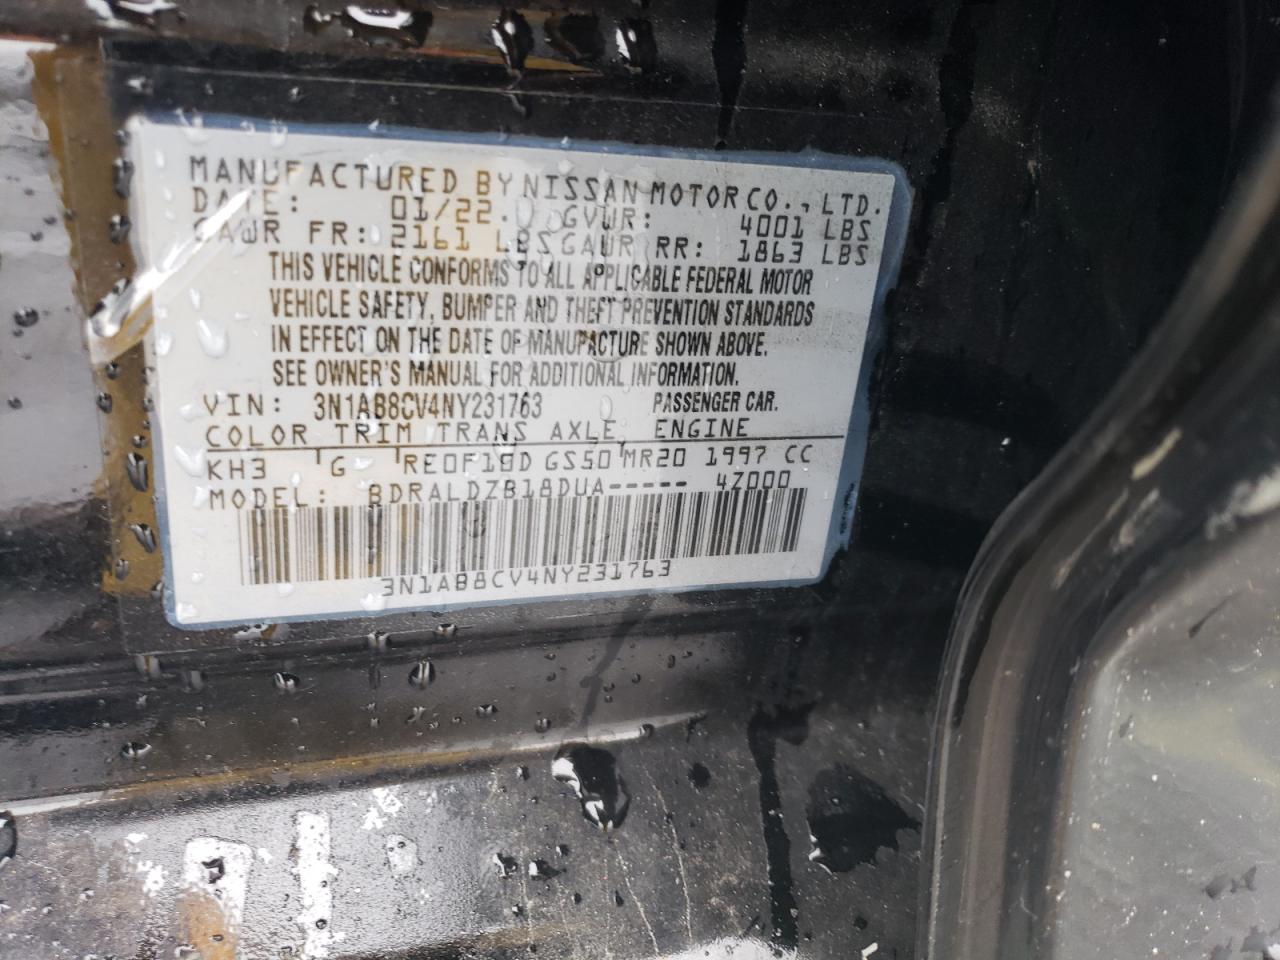 MANUFACTURED BY NISSAN MOTOR CO., LTD.
DATE: 01/22 GVWR: 4001 LBS
GAWR FR: 2161 LBS GAWR RR: 1863 LBS
THIS VEHICLE CONFORMS TO ALL APPLICABLE FEDERAL MOTOR
VEHICLE SAFETY, BUMPER AND THEFT PREVENTION STANDARDS
IN EFFECT ON THE DATE OF MANUFACTURE SHOWN ABOVE.
SEE OWNER'S MANUAL FOR ADDITIONAL INFORMATION.
VIN: 3N1AB8CV4NY231763 PASSENGER CAR.
COLOR TRIM TRANS AXLE ENGINE
KH3 G RE0F10D GS50 MR20 1997 CC
MODEL: BDRALDZB18DUA----- 4Z000
3N1AB8CV4NY231763